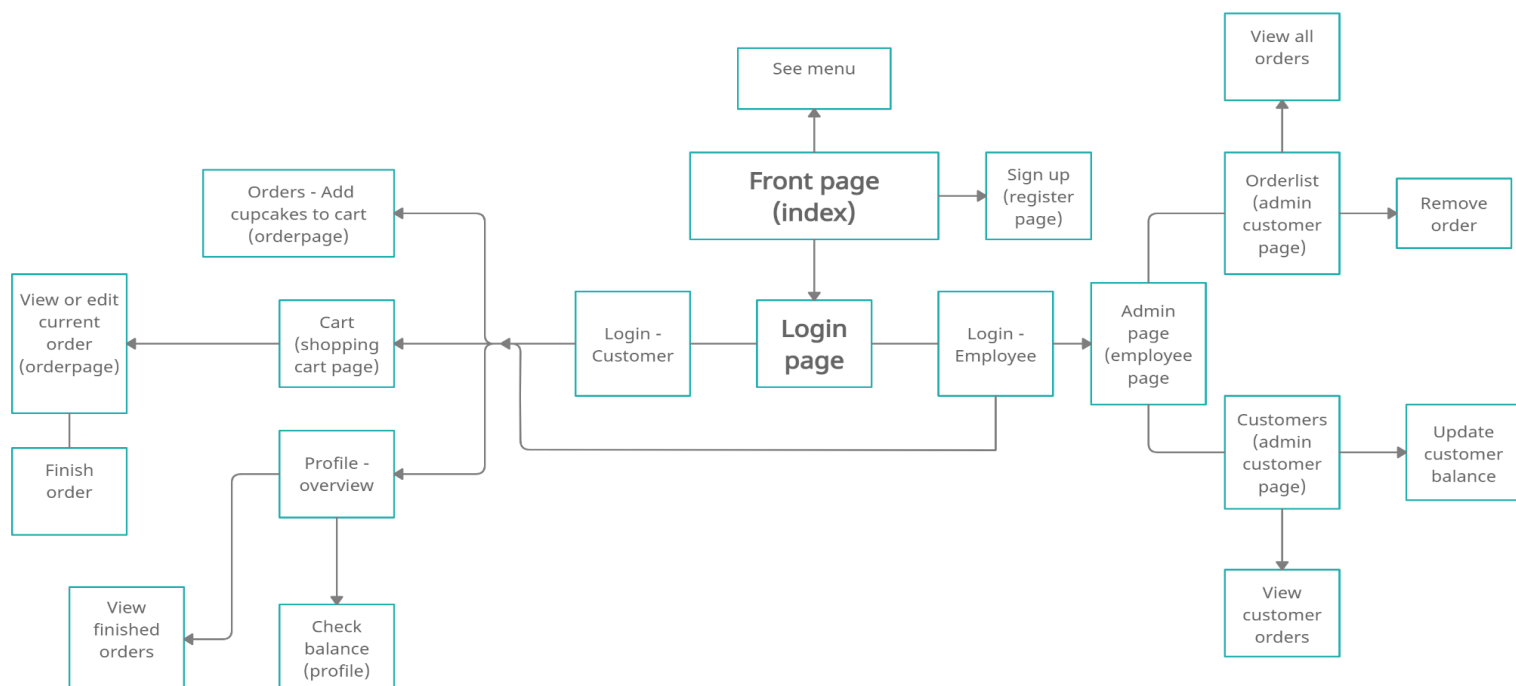 View all
orders
See menu
Front page
(index)
Sign up
(register
page)
Orderlist
(admin
customer
page)
Remove
order
Orders - Add
cupcakes to cart
(orderpage)
View or edit
current
order
(orderpage)
Cart
(shopping
cart page)
Login -
Customer
Login
page
Login -
Employee
Admin
page
(employee
page
Finish
order
Profile -
overview
Customers
(admin
customer
page)
Update
customer
balance
View
finished
orders
Check
balance
(profile)
View
customer
orders